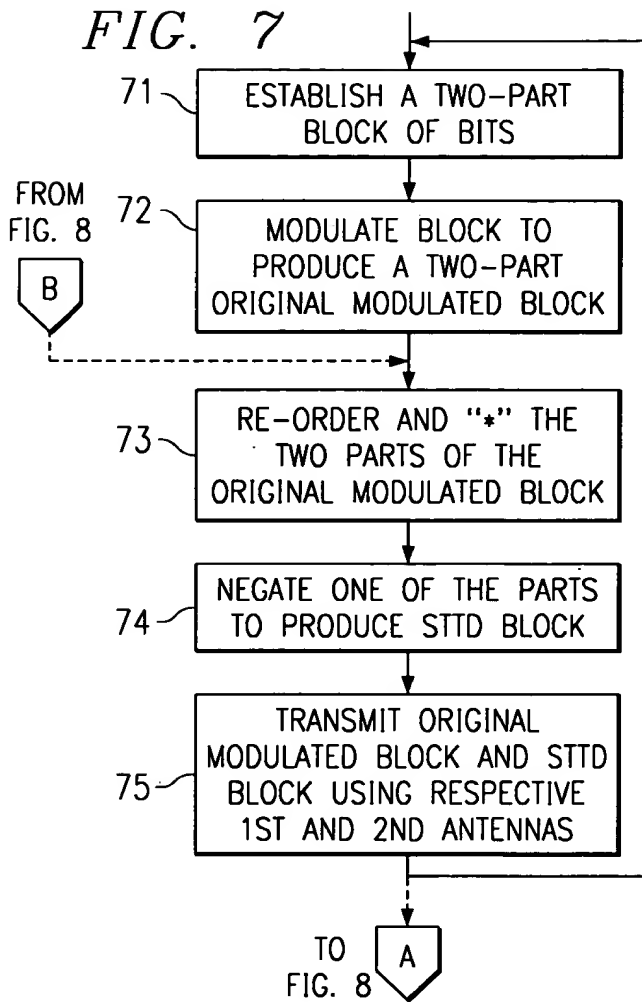 FIG. 7
71
ESTABLISH A TWO-PART
BLOCK OF BITS
FROM
FIG. 8
B
72
MODULATE BLOCK TO
PRODUCE A TWO-PART
ORIGINAL MODULATED BLOCK
73
RE-ORDER AND "*" THE
TWO PARTS OF THE
ORIGINAL MODULATED BLOCK
74
NEGATE ONE OF THE PARTS
TO PRODUCE STTD BLOCK
75
TRANSMIT ORIGINAL
MODULATED BLOCK AND STTD
BLOCK USING RESPECTIVE
1ST AND 2ND ANTENNAS
TO
FIG. 8
A